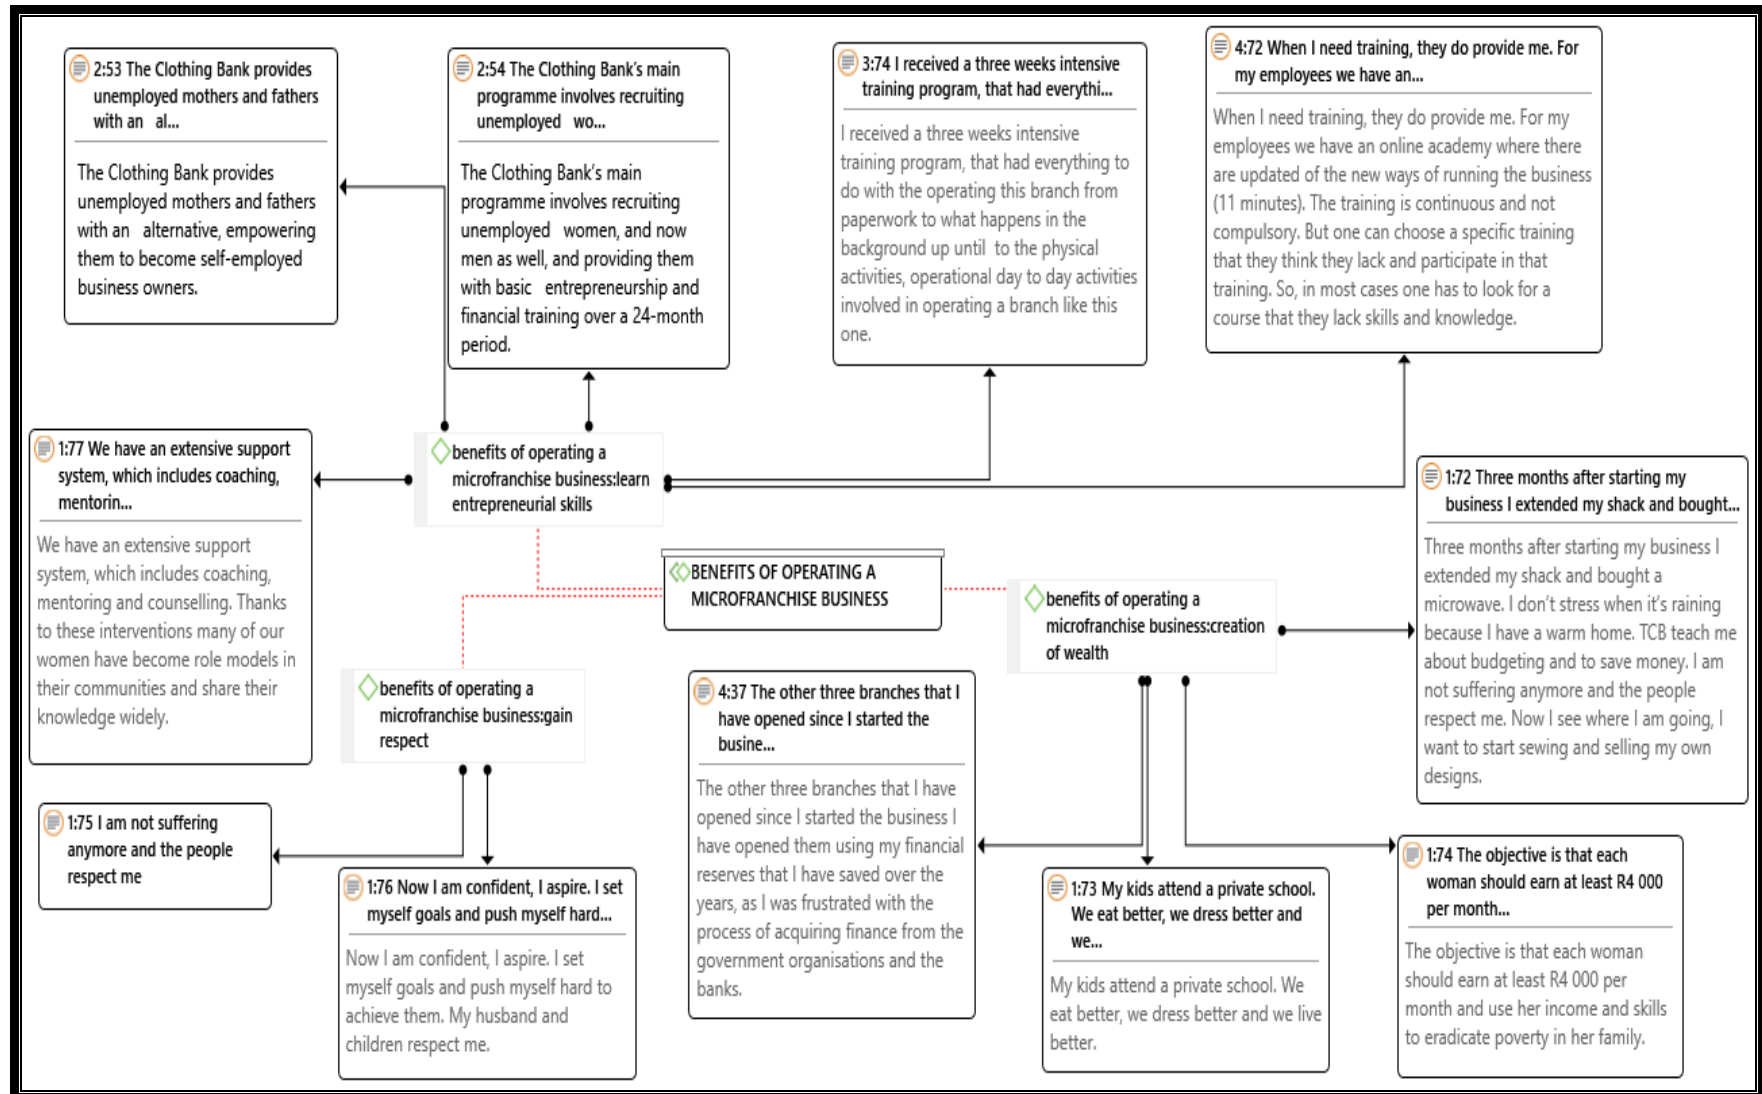 2:53 The Clothing Bank provides
unemployed mothers and fathers
with an   al...
The Clothing Bank provides
unemployed mothers and fathers
with an   alternative, empowering
them to become self-employed
business owners.
2:54 The Clothing Bank's main
programme involves recruiting
unemployed   wo...
The Clothing Bank's main
programme involves recruiting
unemployed   women, and now
men as well, and providing them
with basic   entrepreneurship and
financial training over a 24-month
period.
3:74 I received a three weeks intensive
training program, that had everythi...
I received a three weeks intensive
training program, that had everything to
do with the operating this branch from
paperwork to what happens in the
background up until  to the physical
activities, operational day to day activities
involved in operating a branch like this
one.
4:72 When I need training, they do provide me. For
my employees we have an...
When I need training, they do provide me. For my
employees we have an online academy where there
are updated of the new ways of running the business
(11 minutes). The training is continuous and not
compulsory. But one can choose a specific training
that they think they lack and participate in that
training. So, in most cases one has to look for a
course that they lack skills and knowledge.
1:77 We have an extensive support
system, which includes coaching,
mentorin...
We have an extensive support
system, which includes coaching,
mentoring and counselling. Thanks
to these interventions many of our
women have become role models in
their communities and share their
knowledge widely.
benefits of operating a
microfranchise business:learn
entrepreneurial skills
1:72 Three months after starting my
business I extended my shack and bought...
Three months after starting my business I
extended my shack and bought a
microwave. I don't stress when it's raining
because I have a warm home. TCB teach me
about budgeting and to save money. I am
not suffering anymore and the people
respect me. Now I see where I am going, I
want to start sewing and selling my own
designs.
BENEFITS OF OPERATING A
MICROFRANCHISE BUSINESS
benefits of operating a
microfranchise business:creation
of wealth
benefits of operating a
microfranchise business:gain
respect
4:37 The other three branches that I
have opened since I started the
busine...
The other three branches that I have
opened since I started the business I
have opened them using my financial
reserves that I have saved over the
years, as I was frustrated with the
process of acquiring finance from the
government organisations and the
banks.
1:75 I am not suffering
anymore and the people
respect me
1:76 Now I am confident, I aspire. I set
myself goals and push myself hard...
Now I am confident, I aspire. I set
myself goals and push myself hard to
achieve them. My husband and
children respect me.
1:73 My kids attend a private school.
We eat better, we dress better and
we...
My kids attend a private school. We
eat better, we dress better and we live
better.
1:74 The objective is that each
woman should earn at least R4 000
per month...
The objective is that each woman
should earn at least R4 000 per
month and use her income and skills
to eradicate poverty in her family.